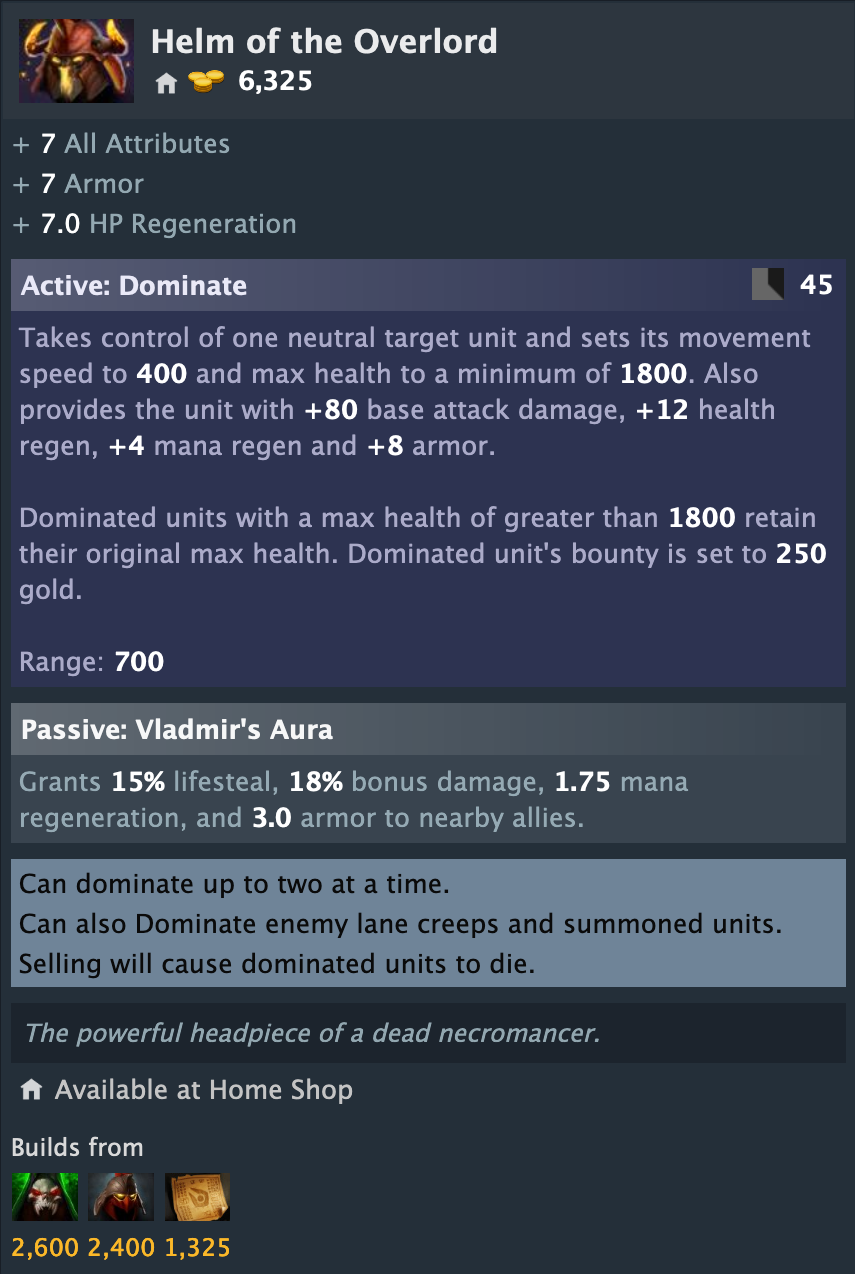 Helm of the Overlord
6,325
+ 7 All Attributes
+ 7 Armor
+ 7.0 HP Regeneration
Active: Dominate 45
Takes control of one neutral target unit and sets its movement
speed to 400 and max health to a minimum of 1800. Also
provides the unit with +80 base attack damage, +12 health
regen, +4 mana regen and +8 armor.
Dominated units with a max health of greater than 1800 retain
their original max health. Dominated unit's bounty is set to 250
gold.
Range: 700
Passive: Vladmir's Aura
Grants 15% lifesteal, 18% bonus damage, 1.75 mana
regeneration, and 3.0 armor to nearby allies.
Can dominate up to two at a time.
Can also Dominate enemy lane creeps and summoned units.
Selling will cause dominated units to die.
The powerful headpiece of a dead necromancer.
Available at Home Shop
Builds from
2,600 2,400 1,325